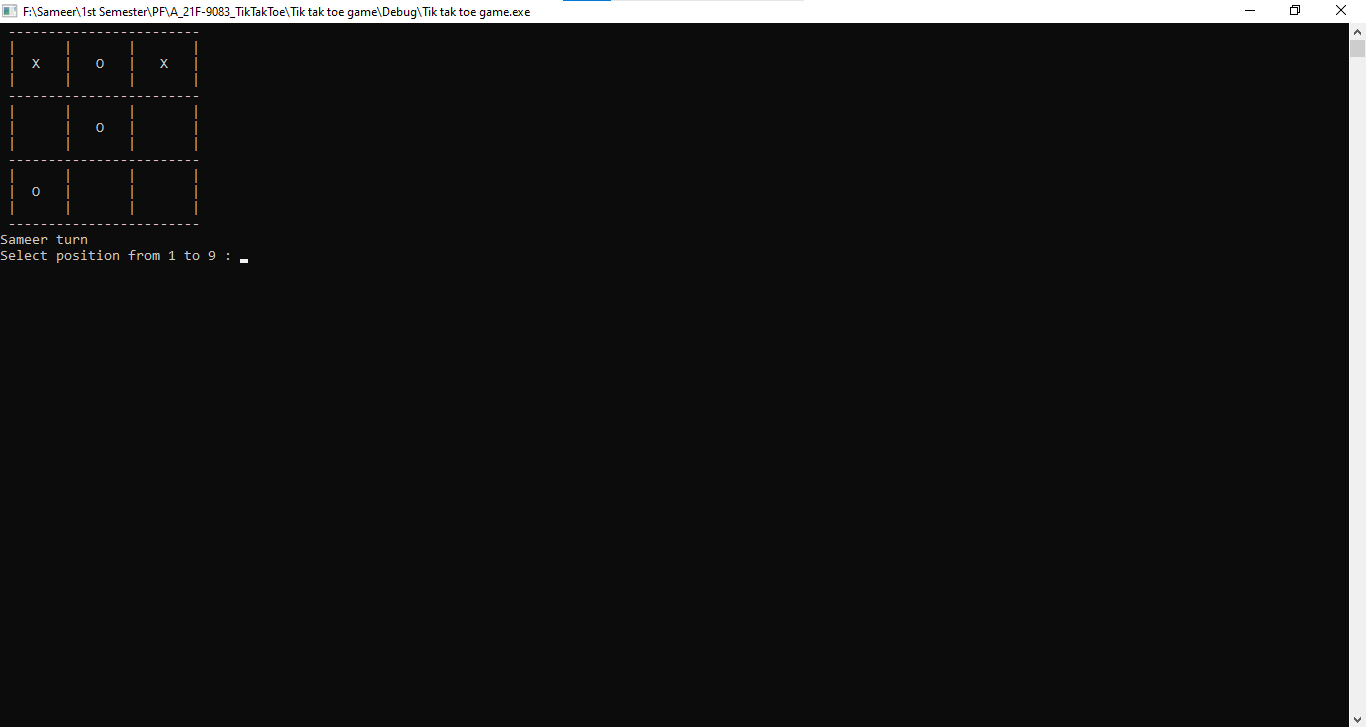 F:\Sameer\1st Semester\PF\A_21F-9083_TikTakToe\Tik tak toe game\Debug\Tik tak toe game.exe
X O X
O
O
Sameer turn
Select position from 1 to 9 :